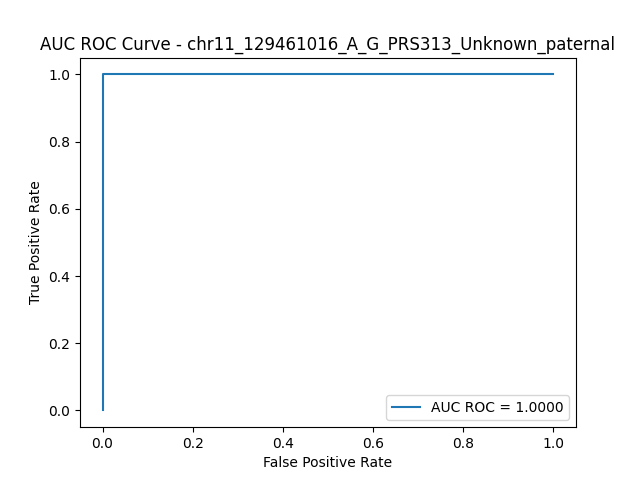 AUC ROC Curve - chr11_129461016_A_G_PRS313_Unknown_paternal
1.0
0.8
0.6
0.4
0.2
0.0
True Positive Rate
AUC ROC = 1.0000
0.0 0.2 0.4 0.6 0.8 1.0
False Positive Rate